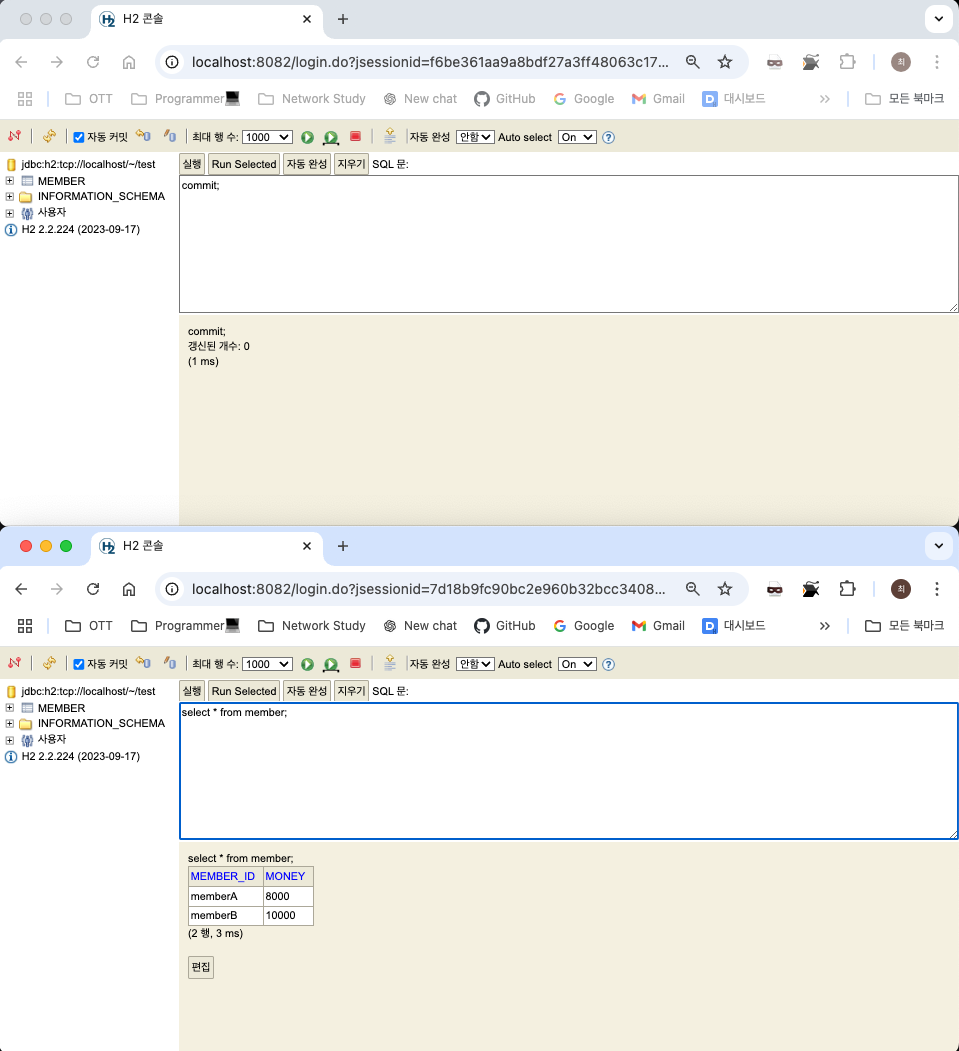 H2 콘솔
localhost:8082/login.do?jsessionid=f6be361aa9a8bdf27a3ff48063c17... 최
OTT Programmer Network Study New chat GitHub Google Gmail 대시보드 모든 북마크
자동 커밋 최대 행 수: 1000 자동 완성 안함 Auto select On
jdbc:h2:tcp://localhost/~/test
MEMBER
INFORMATION_SCHEMA
사용자
H2 2.2.224 (2023-09-17)
실행 Run Selected 자동 완성 지우기 SQL 문:
commit;
commit;
갱신된 개수: 0
(1 ms)
H2 콘솔
localhost:8082/login.do?jsessionid=7d18b9fc90bc2e960b32bcc3408... 최
OTT Programmer Network Study New chat GitHub Google Gmail 대시보드 모든 북마크
자동 커밋 최대 행 수: 1000 자동 완성 안함 Auto select On
jdbc:h2:tcp://localhost/~/test
MEMBER
INFORMATION_SCHEMA
사용자
H2 2.2.224 (2023-09-17)
실행 Run Selected 자동 완성 지우기 SQL 문:
select * from member;
select * from member;
MEMBER_ID MONEY
memberA 8000
memberB 10000
(2 행, 3 ms)
편집